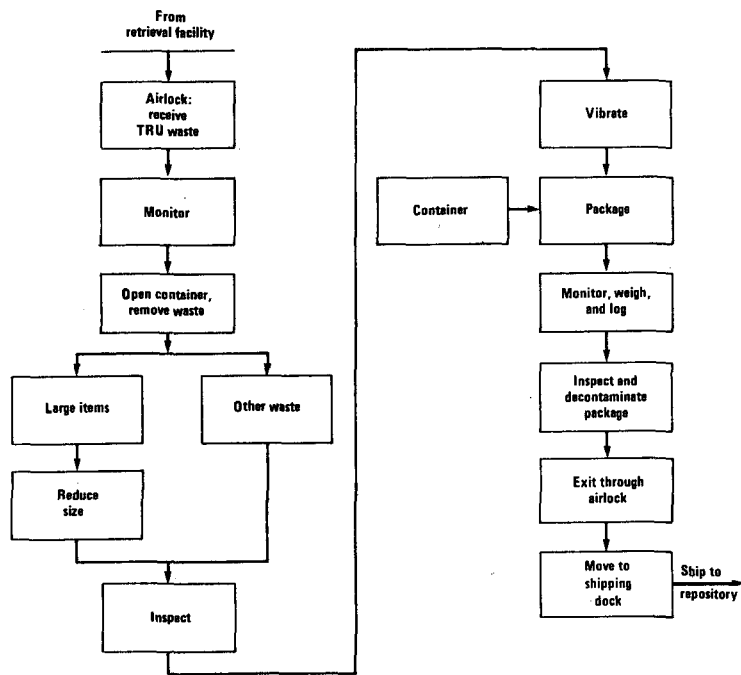 From
retrieval facility
Airlock:
receive
TRU waste
Monitor
Open container,
remove waste
Large items
Other waste
Reduce
size
Inspect
Vibrate
Container
Package
Monitor, weigh,
and log
Inspect and
decontaminate
package
Exit through
airlock
Move to
shipping
dock
Ship to
repository